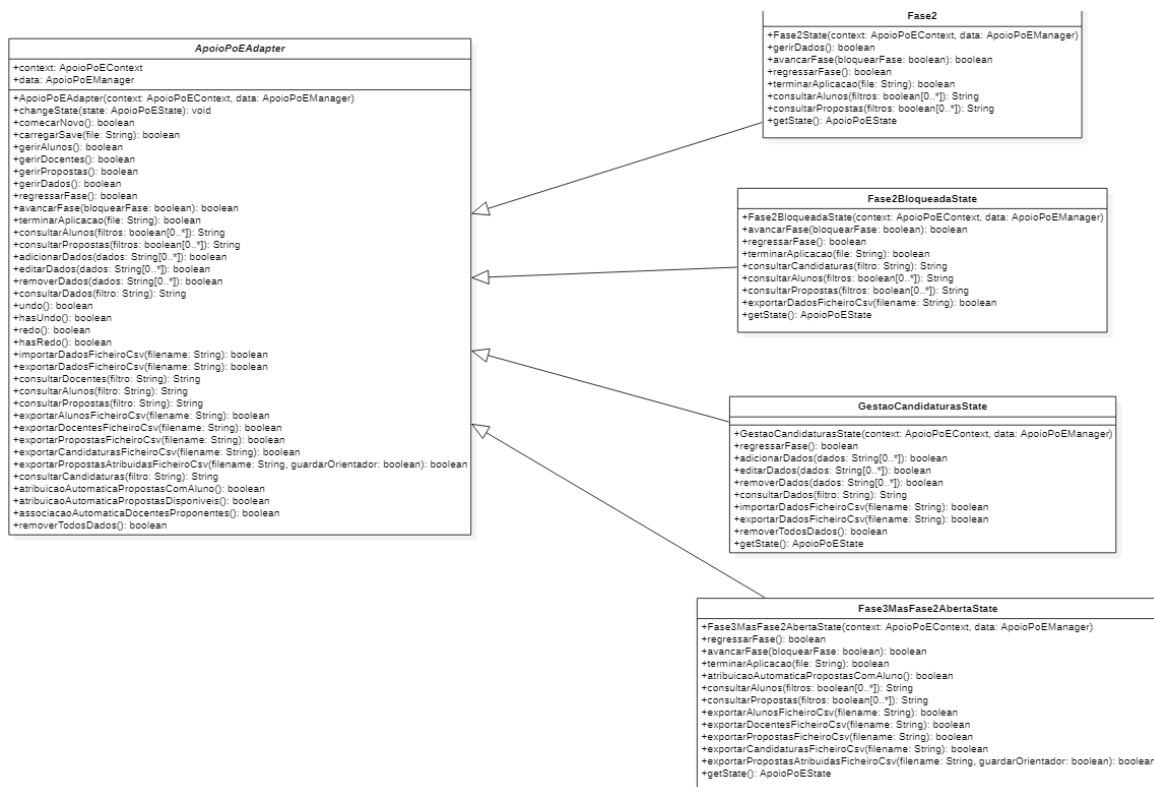 ApoioPoEAdapter
+context: ApoioPoEContext
+data: ApoioPoEManager
+ApoioPoEAdapter(context: ApoioPoEContext, data: ApoioPoEManager)
+changeState(state: ApoioPoEState): void
+comecarNovo(): boolean
+carregarSave(file: String): boolean
+gerirAlunos(): boolean
+gerirDocentes(): boolean
+gerirPropostas(): boolean
+gerirDados(): boolean
+regressarFase(): boolean
+avancarFase(bloquearFase: boolean): boolean
+terminarAplicacao(file: String): boolean
+consultarAlunos(filtros: boolean[0..*]): String
+consultarPropostas(filtros: boolean[0..*]): String
+adicionarDados(dados: String[0..*]): boolean
+editarDados(dados: String[0..*]): boolean
+removerDados(dados: String[0..*]): boolean
+consultarDados(filtro: String): String
+undo(): boolean
+hasUndo(): boolean
+redo(): boolean
+hasRedo(): boolean
+importarDadosFicheiroCsv(filename: String): boolean
+exportarDadosFicheiroCsv(filename: String): boolean
+consultarDocentes(filtro: String): String
+consultarAlunos(filtro: String): String
+consultarPropostas(filtro: String): String
+exportarAlunosFicheiroCsv(filename: String): boolean
+exportarDocentesFicheiroCsv(filename: String): boolean
+exportarPropostasFicheiroCsv(filename: String): boolean
+exportarCandidaturasFicheiroCsv(filename: String): boolean
+exportarPropostasAtribuidasFicheiroCsv(filename: String, guardarOrientador: boolean): boolean
+consultarCandidaturas(filtro: String): String
+atribuicaoAutomaticaPropostasComAluno(): boolean
+atribuicaoAutomaticaPropostasDisponiveis(): boolean
+associacaoAutomaticaDocentesProponentes(): boolean
+removerTodosDados(): boolean
Fase2
+Fase2State(context: ApoioPoEContext, data: ApoioPoEManager)
+gerirDados(): boolean
+avancarFase(bloquearFase: boolean): boolean
+regressarFase(): boolean
+terminarAplicacao(file: String): boolean
+consultarAlunos(filtros: boolean[0..*]): String
+consultarPropostas(filtros: boolean[0..*]): String
+getState(): ApoioPoEState
Fase2BloqueadaState
+Fase2BloqueadaState(context: ApoioPoEContext, data: ApoioPoEManager)
+avancarFase(bloquearFase: boolean): boolean
+regressarFase(): boolean
+terminarAplicacao(file: String): boolean
+consultarCandidaturas(filtro: String): String
+consultarAlunos(filtros: boolean[0..*]): String
+consultarPropostas(filtros: boolean[0..*]): String
+exportarDadosFicheiroCsv(filename: String): boolean
+getState(): ApoioPoEState
GestaoCandidaturasState
+GestaoCandidaturasState(context: ApoioPoEContext, data: ApoioPoEManager)
+regressarFase(): boolean
+adicionarDados(dados: String[0..*]): boolean
+editarDados(dados: String[0..*]): boolean
+removerDados(dados: String[0..*]): boolean
+consultarDados(filtro: String): String
+importarDadosFicheiroCsv(filename: String): boolean
+exportarDadosFicheiroCsv(filename: String): boolean
+removerTodosDados(): boolean
+getState(): ApoioPoEState
Fase3MasFase2AbertaState
+Fase3MasFase2AbertaState(context: ApoioPoEContext, data: ApoioPoEManager)
+regressarFase(): boolean
+avancarFase(bloquearFase: boolean): boolean
+terminarAplicacao(file: String): boolean
+atribuicaoAutomaticaPropostasComAluno(): boolean
+consultarAlunos(filtros: boolean[0..*]): String
+consultarPropostas(filtros: boolean[0..*]): String
+exportarAlunosFicheiroCsv(filename: String): boolean
+exportarDocentesFicheiroCsv(filename: String): boolean
+exportarPropostasFicheiroCsv(filename: String): boolean
+exportarCandidaturasFicheiroCsv(filename: String): boolean
+exportarPropostasAtribuidasFicheiroCsv(filename: String, guardarOrientador: boolean): boolean
+getState(): ApoioPoEState